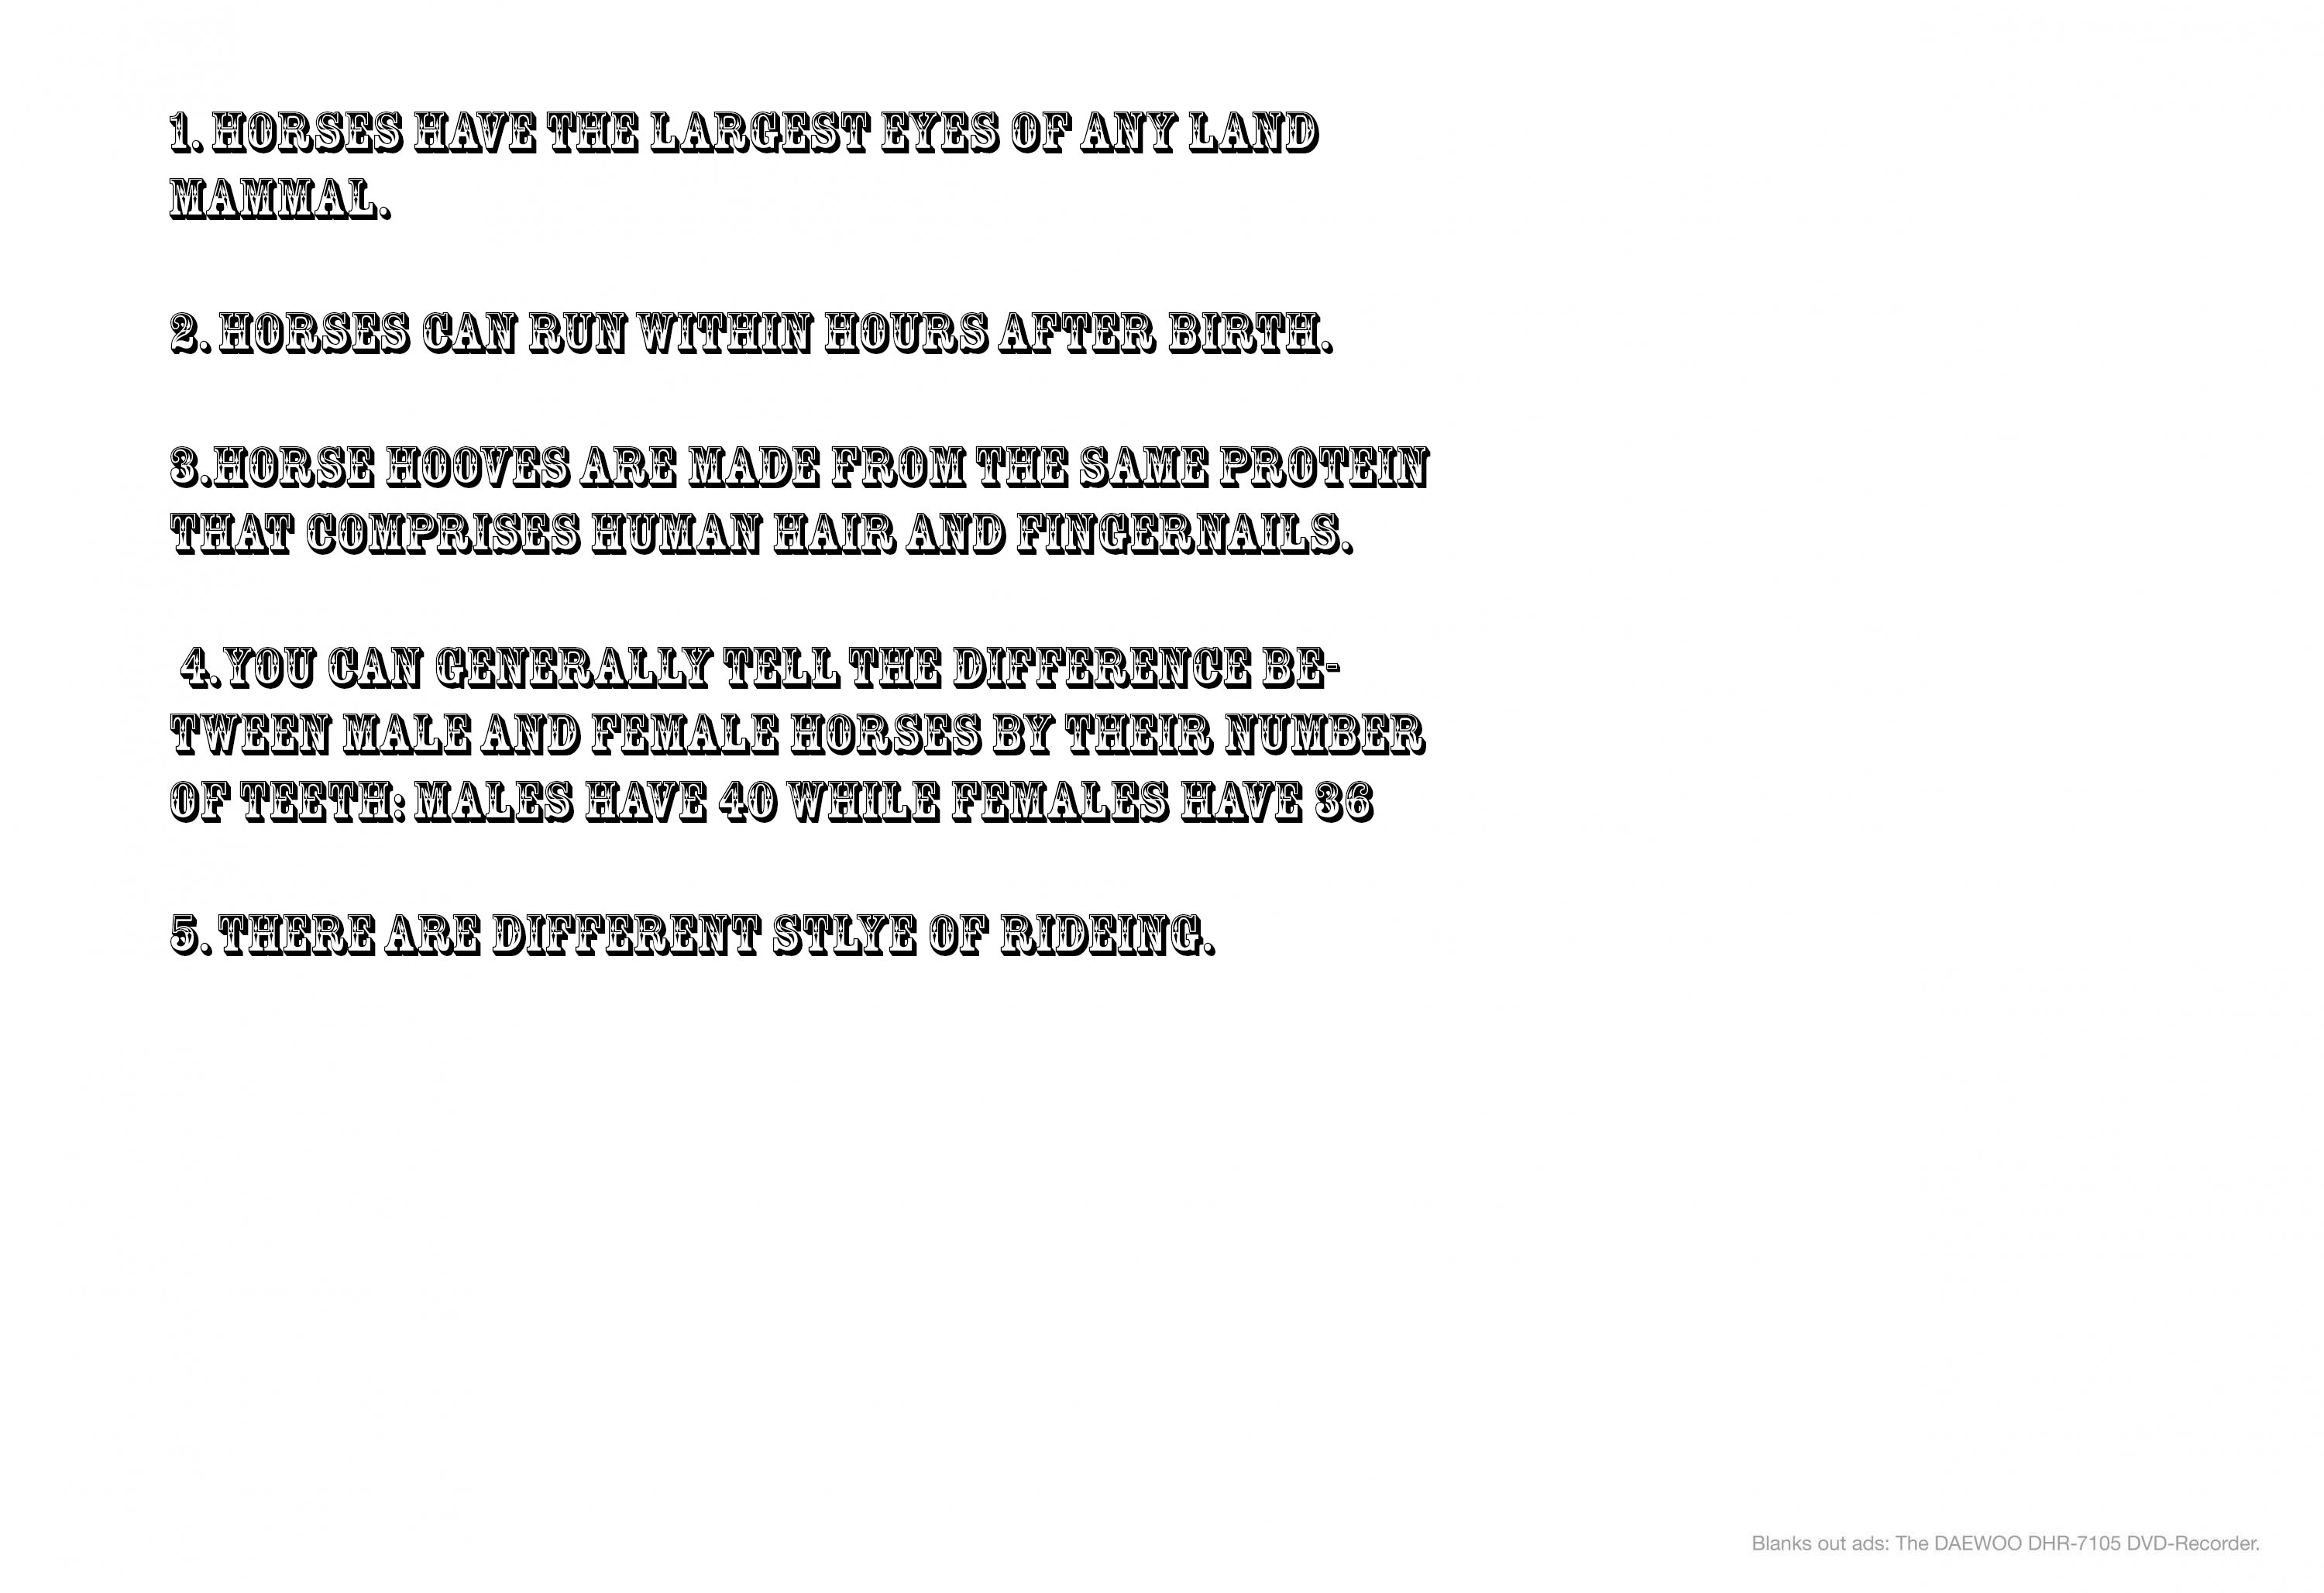 1. HORSES HAVE THE LARGEST EYES OF ANY LAND
MAMMAL.
2. HORSES CAN RUN WITHIN HOURS AFTER BIRTH.
3.HORSE HOOVES ARE MADE FROM THE SAME PROTEIN
THAT COMPRISES HUMAN HAIR AND FINGERNAILS.
4. YOU CAN GENERALLY TELL THE DIFFERENCE BE-
TWEEN MALE AND FEMALE HORSES BY THEIR NUMBER
OF TEETH: MALES HAVE 40 WHILE FEMALES HAVE 36
5. THERE ARE DIFFERENT STLYE OF RIDEING.
Blanks out ads: The DAEWOO DHR-7105 DVD-Recorder.